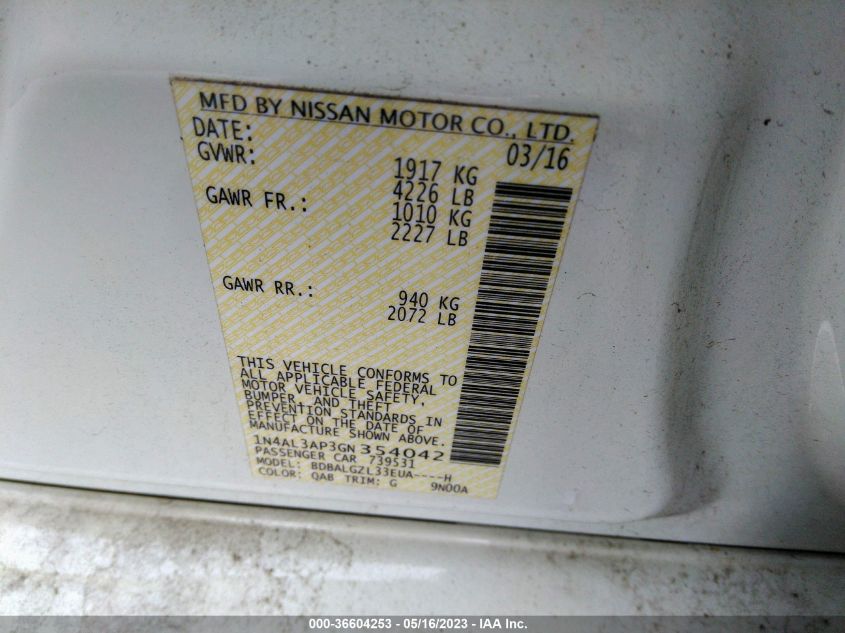 MFD BY NISSAN MOTOR CO., LTD.
DATE: 03/16
GVWR: 1917 KG
4226 LB
GAWR FR.: 1010 KG
2227 LB
GAWR RR.: 940 KG
2072 LB
THIS VEHICLE CONFORMS TO
ALL APPLICABLE FEDERAL
MOTOR VEHICLE SAFETY,
BUMPER, AND THEFT
PREVENTION STANDARDS IN
EFFECT ON THE DATE OF
MANUFACTURE SHOWN ABOVE.
1N4AL3AP3GN354042
PASSENGER CAR 739531
MODEL: BDBALGZL33EUA----H
COLOR: QAB TRIM: G 9N00A
000-36604253 - 05/16/2023 - IAA Inc.